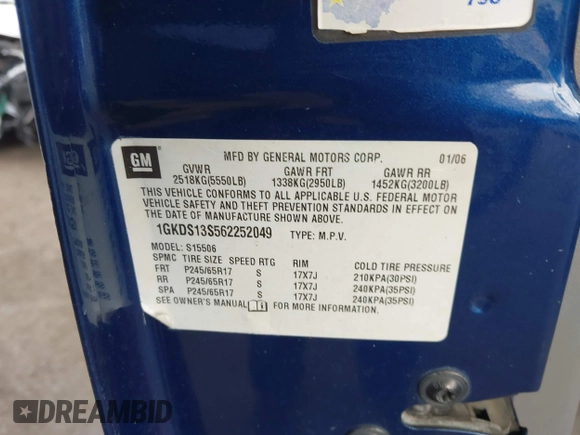 GM
MFD BY GENERAL MOTORS CORP. 01/06
GVWR GAWR FRT GAWR RR
2518KG(5550LB) 1338KG(2950LB) 1452KG(3200LB)
THIS VEHICLE CONFORMS TO ALL APPLICABLE U.S. FEDERAL MOTOR
VEHICLE SAFETY AND THEFT PREVENTION STANDARDS IN EFFECT ON
THE DATE OF MANUFACTURE SHOWN ABOVE.
1GKDS13S562252049 TYPE: M.P.V.
MODEL: S15506
SPMC TIRE SIZE SPEED RTG RIM COLD TIRE PRESSURE
FRT P245/65R17 S 17X7J 210KPA(30PSI)
RR P245/65R17 S 17X7J 240KPA(35PSI)
SPA P245/65R17 S 17X7J 240KPA(35PSI)
SEE OWNER'S MANUAL FOR MORE INFORMATION.
DREAMBID